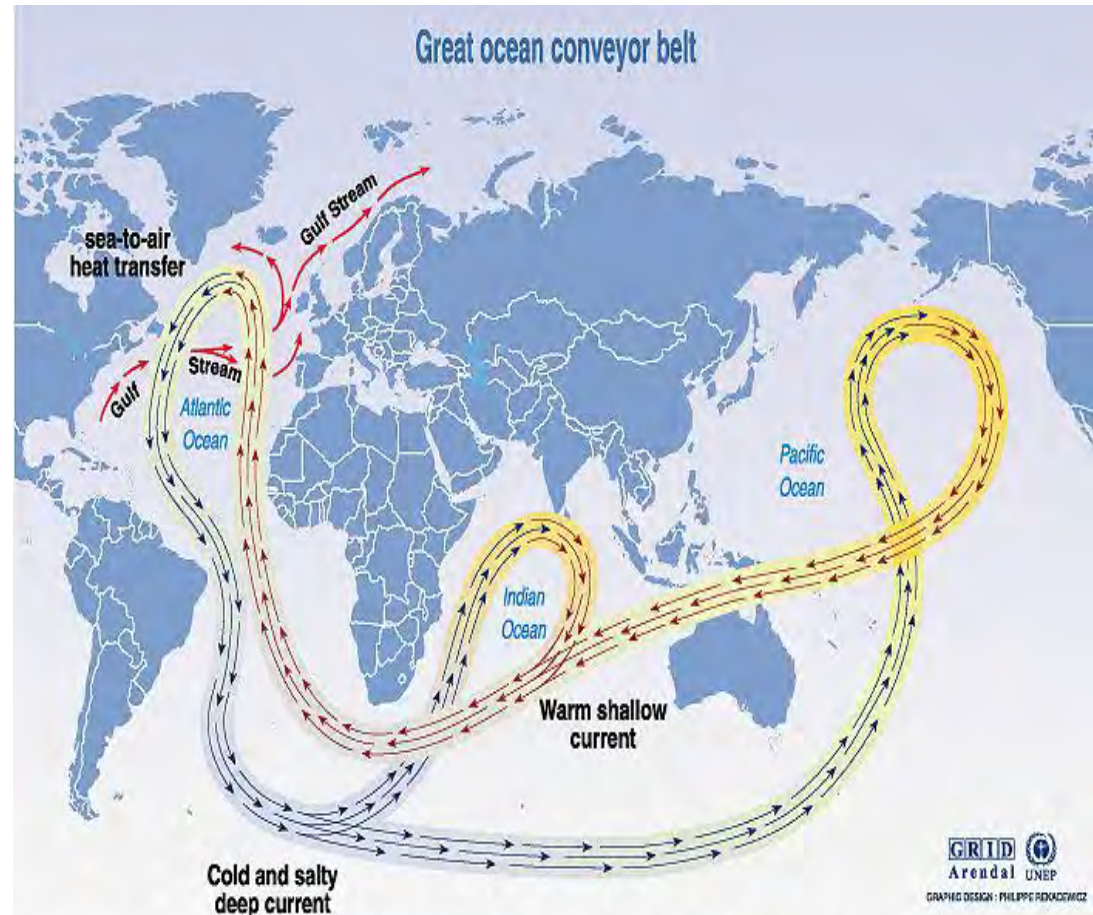 Great ocean conveyor belt
sea-to-air
heat transfer
Gulf Stream
Gulf
Stream
Atlantic
Ocean
Pacific
Ocean
Indian
Ocean
Warm shallow
current
Cold and salty
deep current
GRID
Arendal
UNEP
GRAPHIC DESIGN : PHILIPPE REKACEWICZ